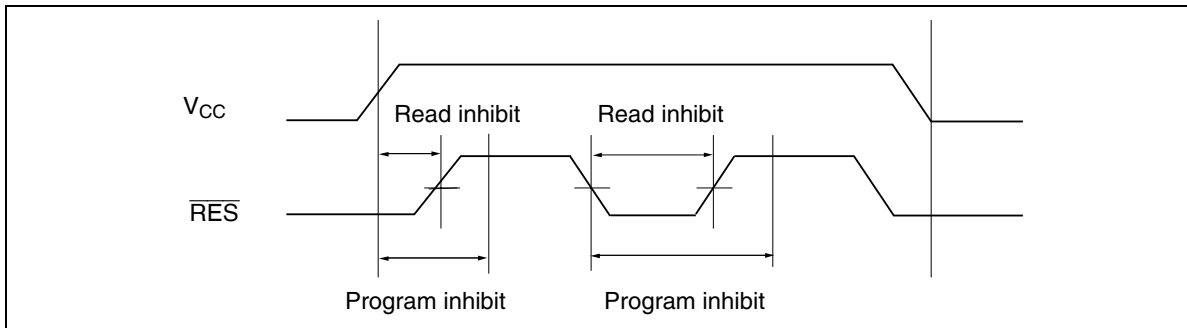 VCC
Read inhibit Read inhibit
RES
Program inhibit Program inhibit